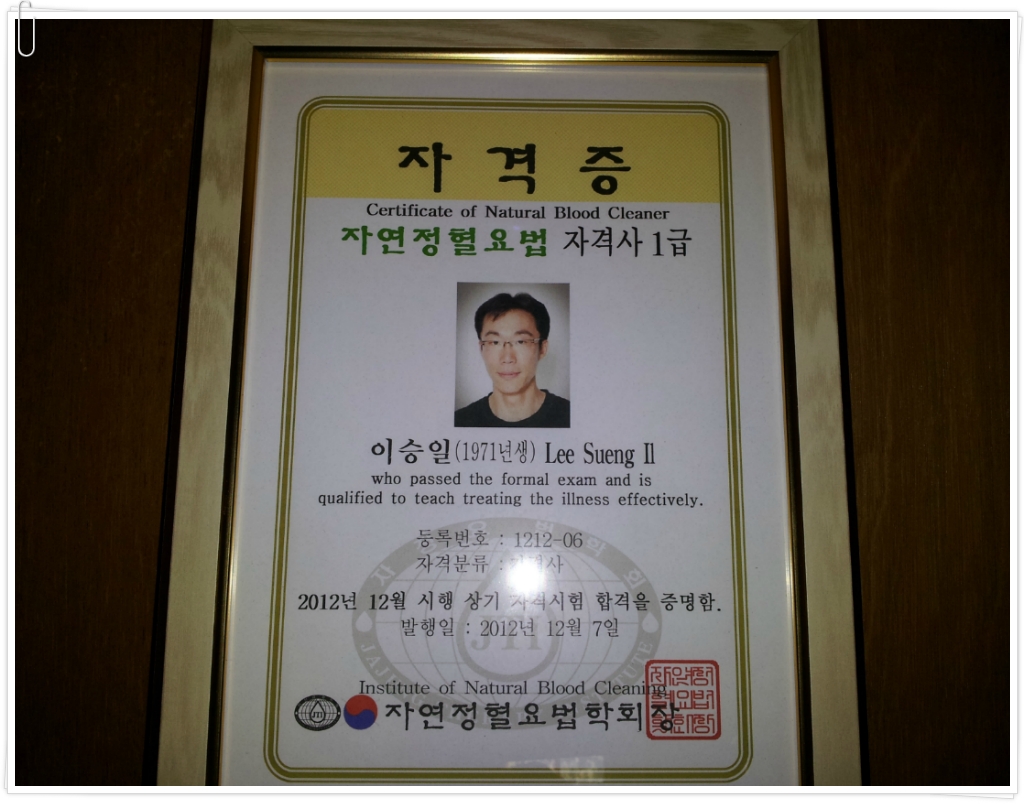 자격증
Certificate of Natural Blood Cleaner
자연정혈요법 자격사 1급
이승일(1971년생) Lee Sueng Il
who passed the formal exam and is
qualified to teach treating the illness effectively.
등록번호 : 1212-06
자격분류 :
2012년 12월 시행 상기 자격시험 합격을 증명함.
발행일 : 2012년 12월 7일
Institute of Natural Blood Cleaning
자연정혈요법학회장